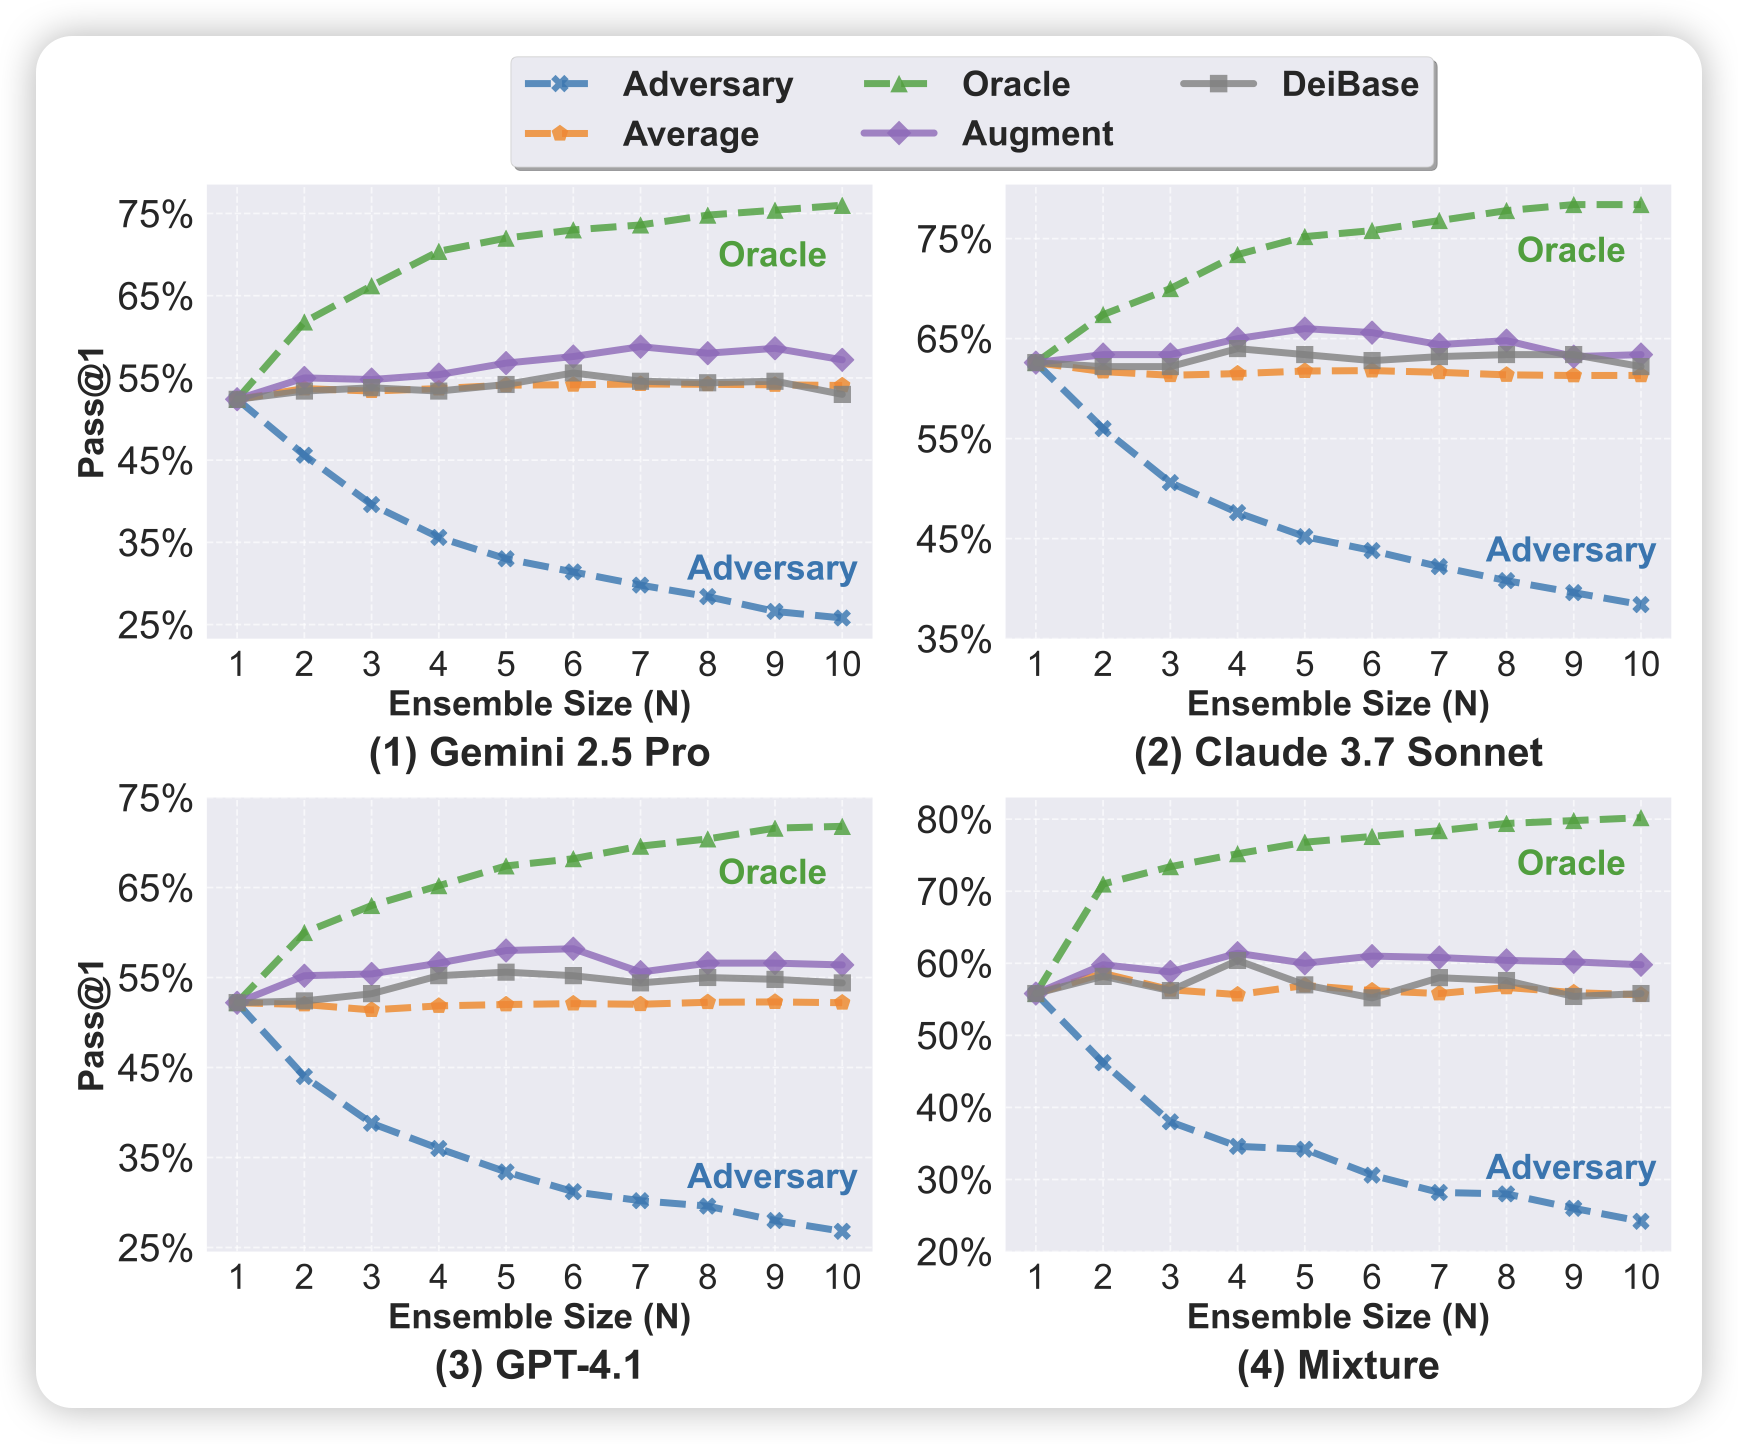 Adversary Oracle DeiBase
Average Augment
75%
65%
55%
45%
35%
25%
Pass@1
Oracle
Adversary
1 2 3 4 5 6 7 8 9 10
Ensemble Size (N)
(1) Gemini 2.5 Pro
75%
65%
55%
45%
35%
Oracle
Adversary
1 2 3 4 5 6 7 8 9 10
Ensemble Size (N)
(2) Claude 3.7 Sonnet
75%
65%
55%
45%
35%
25%
Pass@1
Oracle
Adversary
1 2 3 4 5 6 7 8 9 10
Ensemble Size (N)
(3) GPT-4.1
80%
70%
60%
50%
40%
30%
20%
Oracle
Adversary
1 2 3 4 5 6 7 8 9 10
Ensemble Size (N)
(4) Mixture